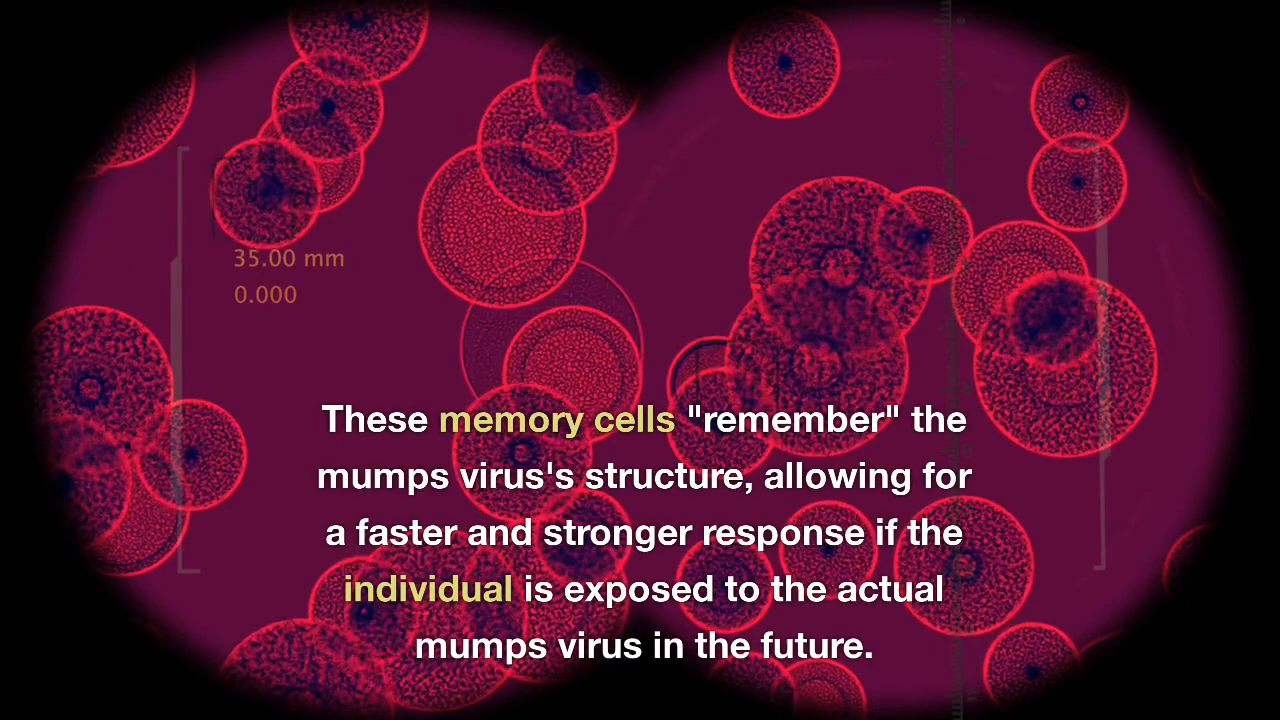 35.00 mm
0.000
These memory cells "remember" the
mumps virus's structure, allowing for
a faster and stronger response if the
individual is exposed to the actual
mumps virus in the future.